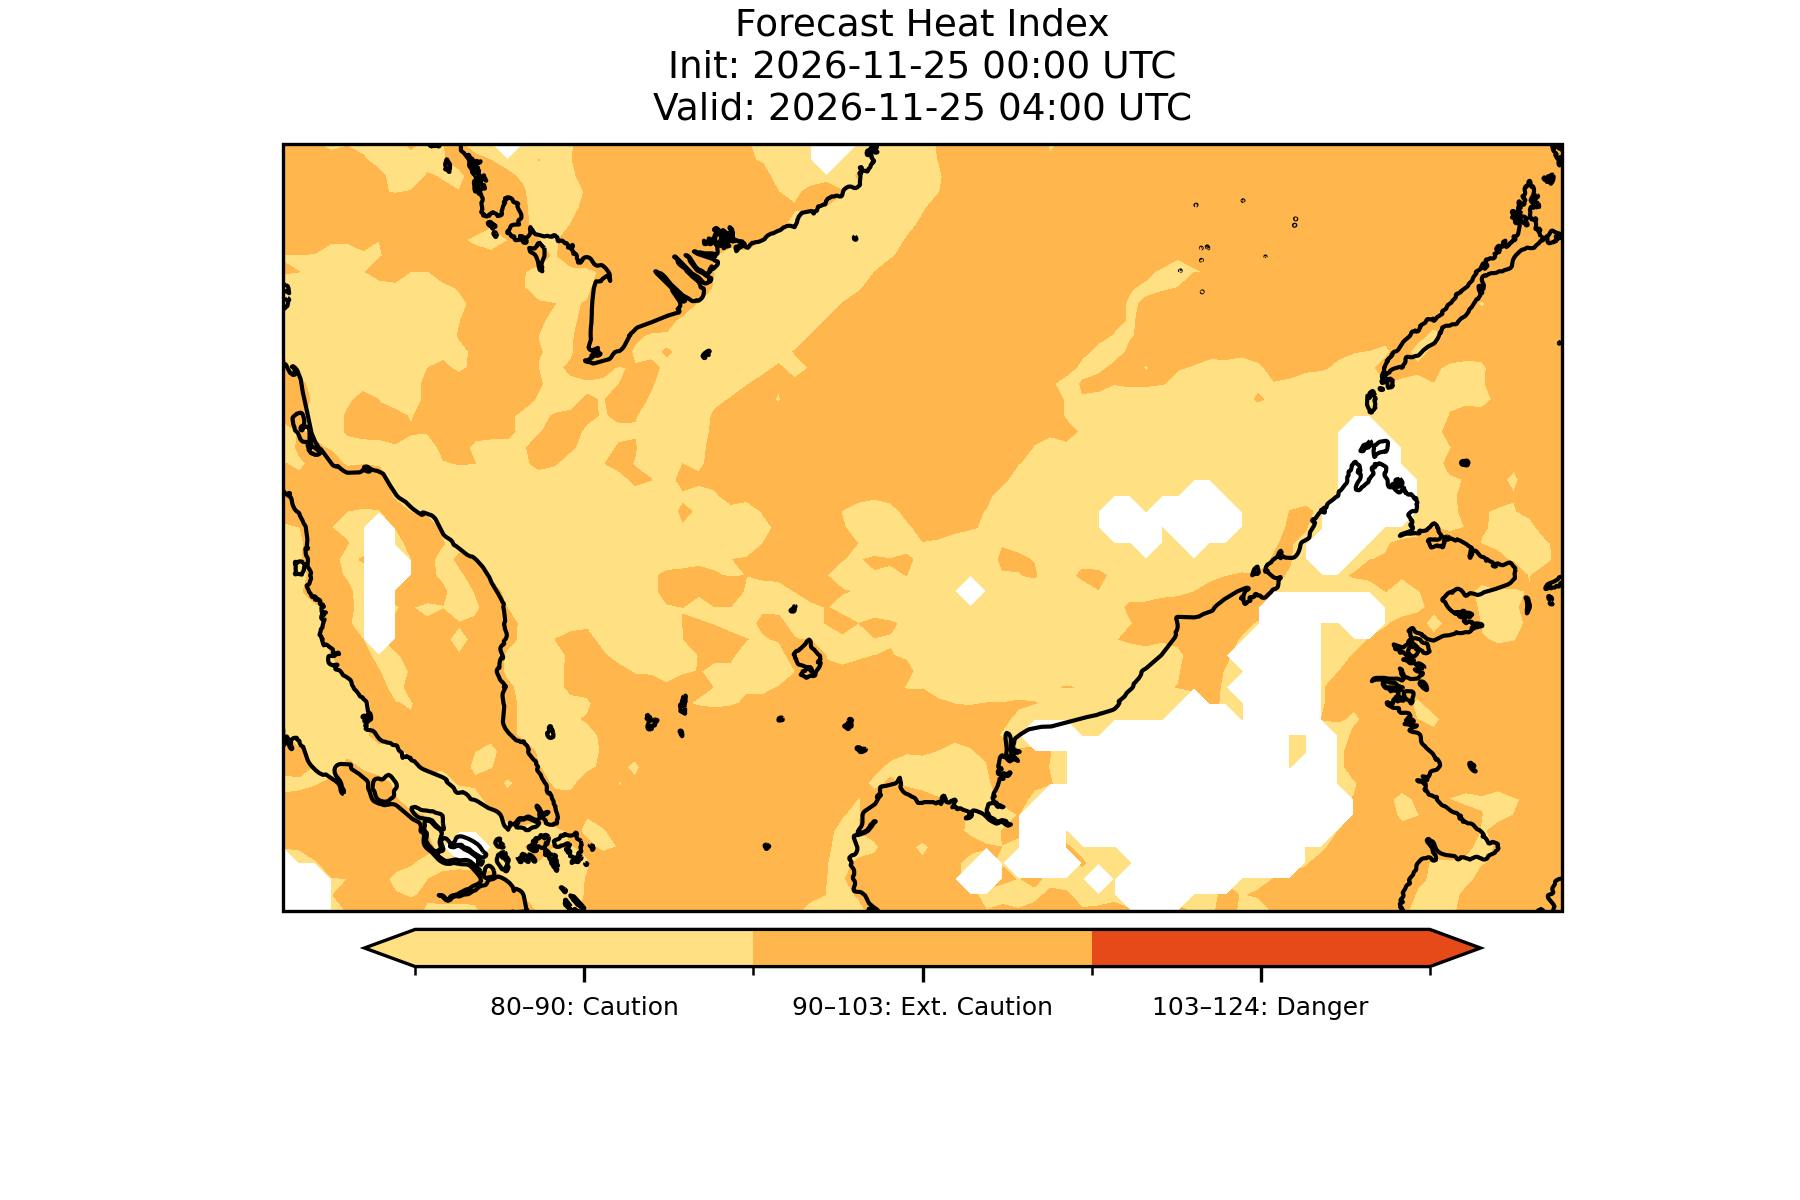 Forecast Heat Index
Init: 2026-11-25 00:00 UTC
Valid: 2026-11-25 04:00 UTC
80–90: Caution
90–103: Ext. Caution
103–124: Danger